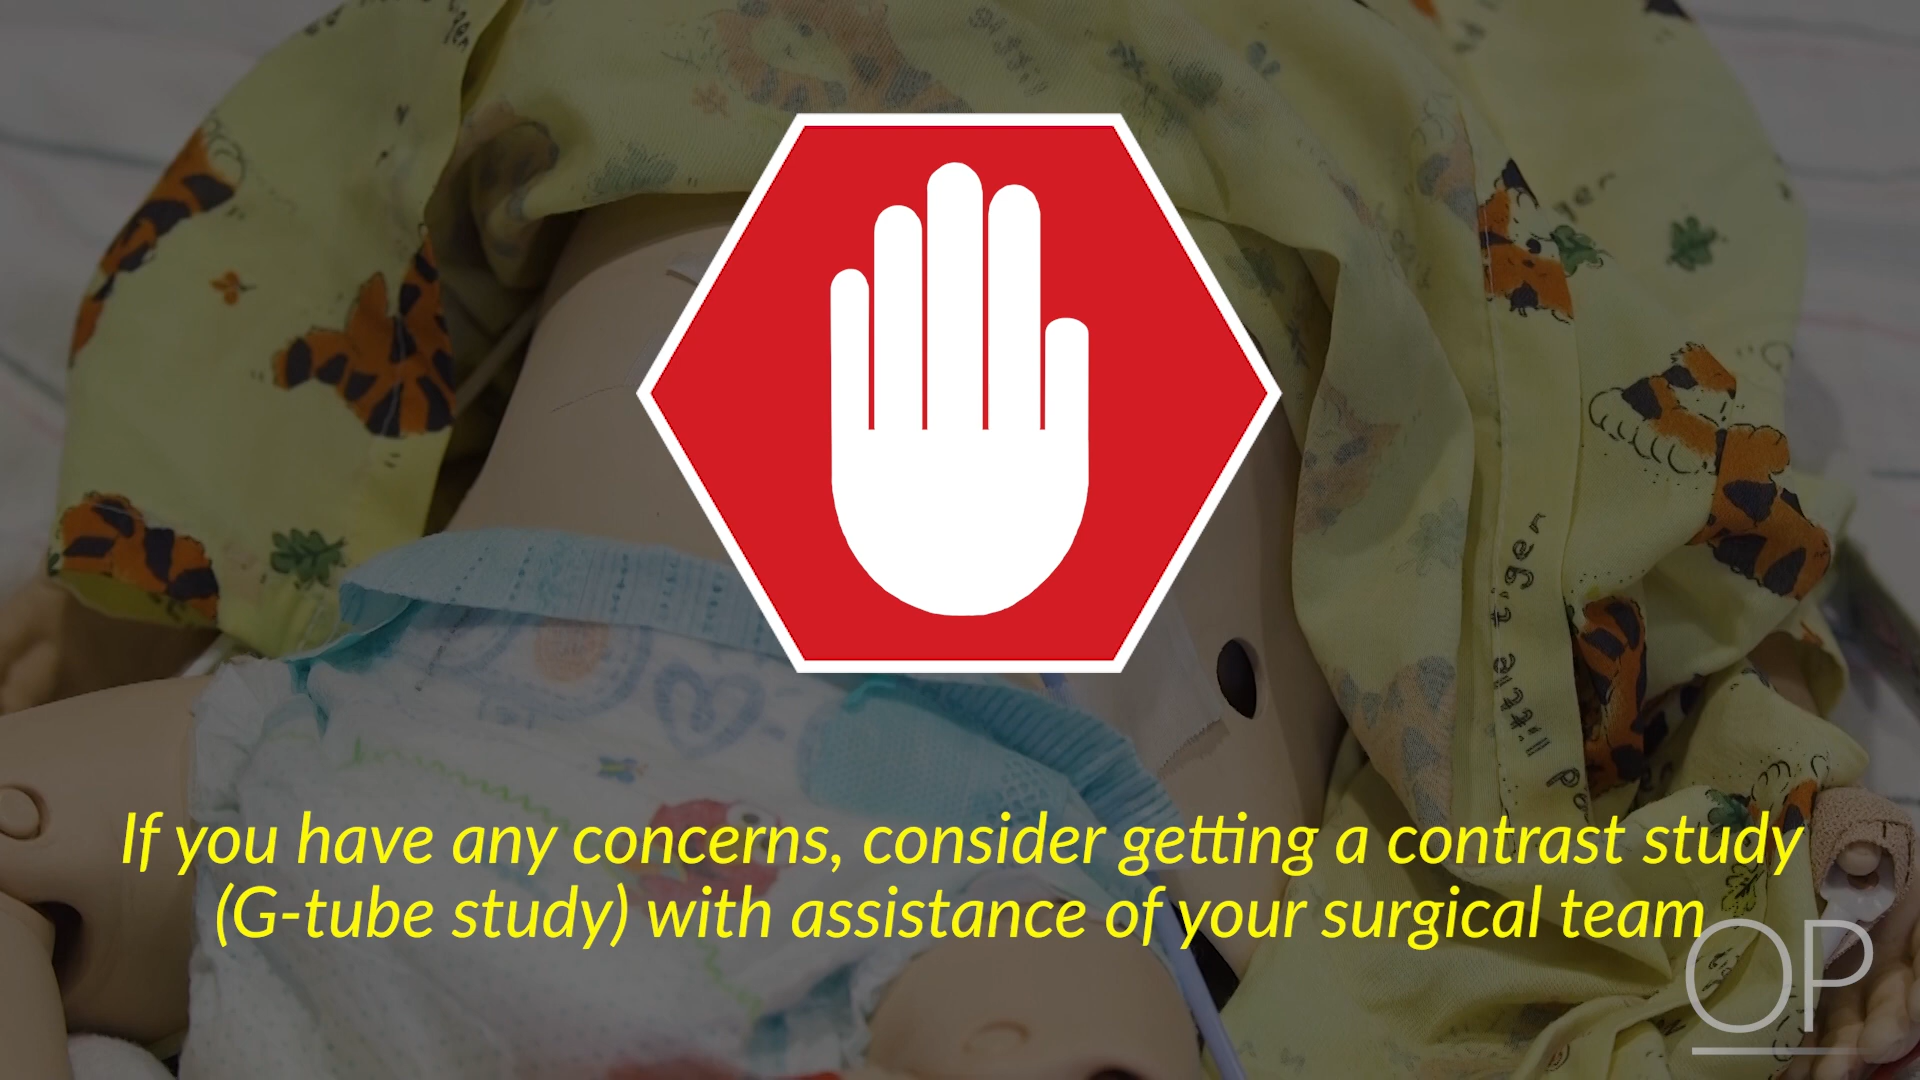 If you have any concerns, consider getting a contrast study
(G-tube study) with assistance of your surgical team
little tiger
OP